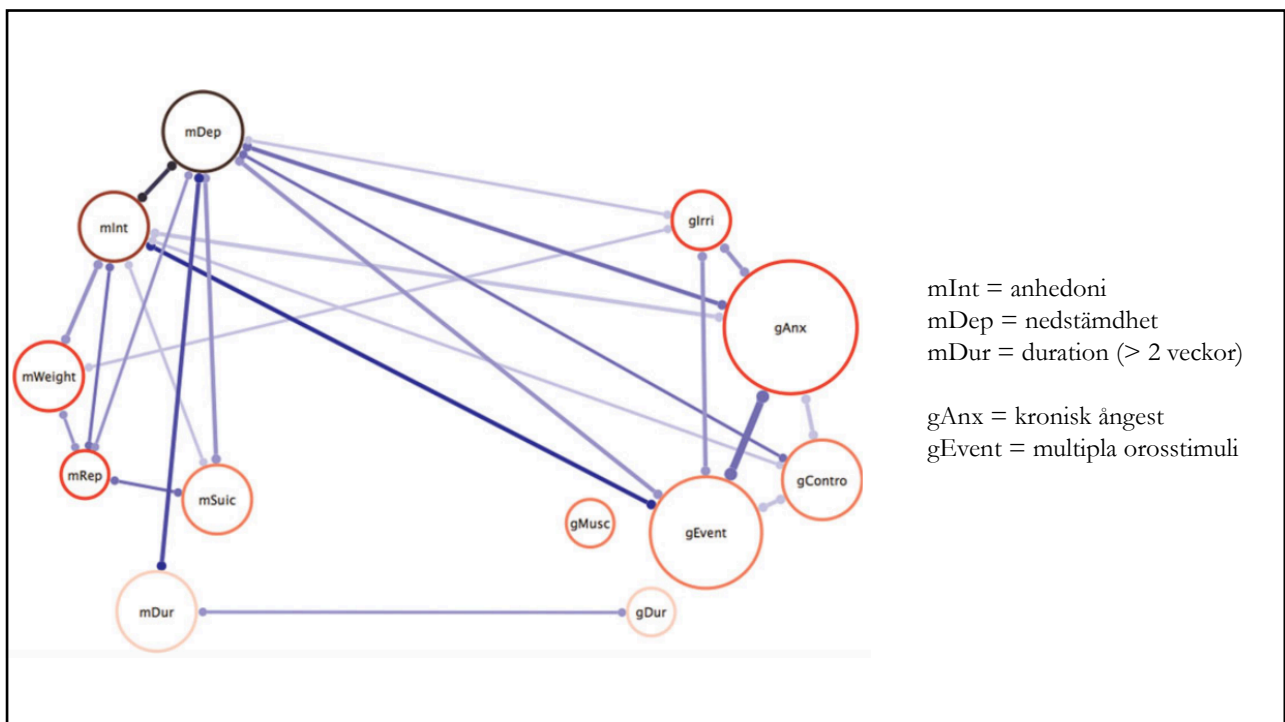 mDep
mInt
gIrri
gAnx
mWeight
mRep
mSuic
gContro
gMusc
gEvent
mDur
gDur
mInt = anhedoni
mDep = nedstämdhet
mDur = duration (> 2 veckor)
gAnx = kronisk ångest
gEvent = multipla orosstimuli